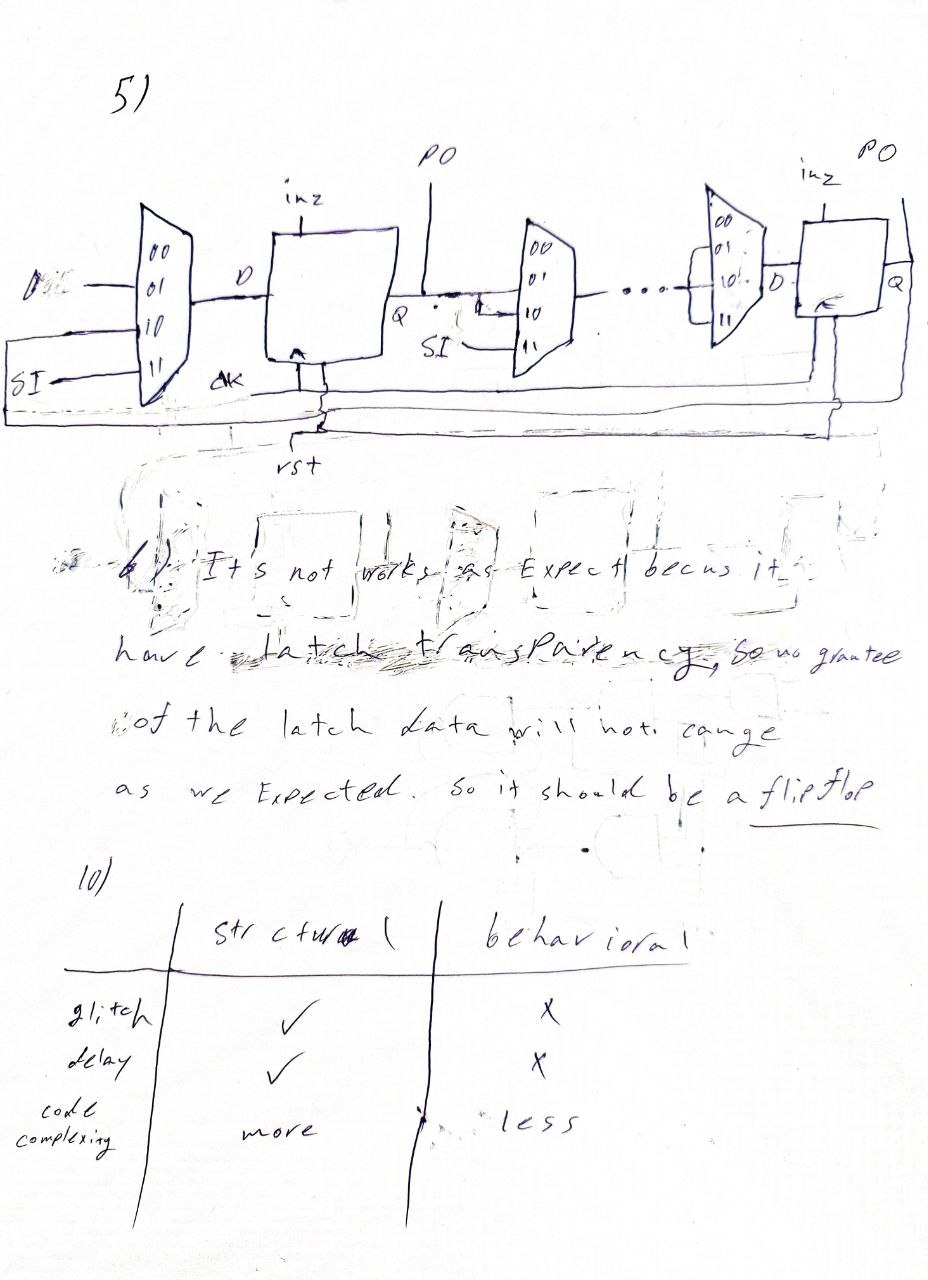 5)
PO
PO
inz
inz
00
01
10
11
D
D
Q
SI
clk
rst
00
01
10
11
SI
00
01
10
11
D
Q
6) It's not works as Expect becus it
have latch transparency, so no grantee
of the latch data will not cange
as we Expected. So it should be a flipflop
10)
structural behavioral
glitch ✓ x
delay ✓ x
code
complexity more less